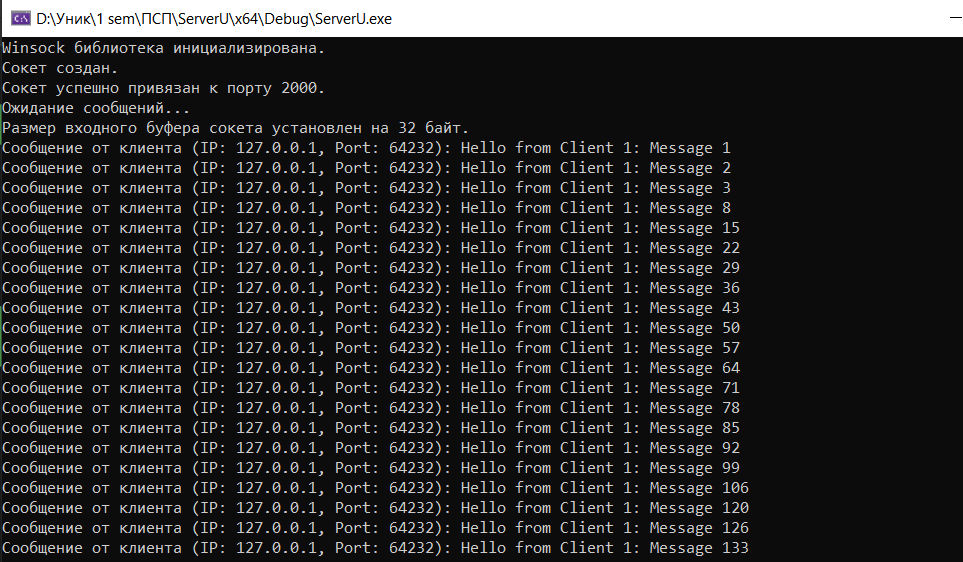 D:\Уник\1 sem\ПСП\ServerU\x64\Debug\ServerU.exe
Winsock библиотека инициализирована.
Сокет создан.
Сокет успешно привязан к порту 2000.
Ожидание сообщений...
Размер входного буфера сокета установлен на 32 байт.
Сообщение от клиента (IP: 127.0.0.1, Port: 64232): Hello from Client 1: Message 1
Сообщение от клиента (IP: 127.0.0.1, Port: 64232): Hello from Client 1: Message 2
Сообщение от клиента (IP: 127.0.0.1, Port: 64232): Hello from Client 1: Message 3
Сообщение от клиента (IP: 127.0.0.1, Port: 64232): Hello from Client 1: Message 8
Сообщение от клиента (IP: 127.0.0.1, Port: 64232): Hello from Client 1: Message 15
Сообщение от клиента (IP: 127.0.0.1, Port: 64232): Hello from Client 1: Message 22
Сообщение от клиента (IP: 127.0.0.1, Port: 64232): Hello from Client 1: Message 29
Сообщение от клиента (IP: 127.0.0.1, Port: 64232): Hello from Client 1: Message 36
Сообщение от клиента (IP: 127.0.0.1, Port: 64232): Hello from Client 1: Message 43
Сообщение от клиента (IP: 127.0.0.1, Port: 64232): Hello from Client 1: Message 50
Сообщение от клиента (IP: 127.0.0.1, Port: 64232): Hello from Client 1: Message 57
Сообщение от клиента (IP: 127.0.0.1, Port: 64232): Hello from Client 1: Message 64
Сообщение от клиента (IP: 127.0.0.1, Port: 64232): Hello from Client 1: Message 71
Сообщение от клиента (IP: 127.0.0.1, Port: 64232): Hello from Client 1: Message 78
Сообщение от клиента (IP: 127.0.0.1, Port: 64232): Hello from Client 1: Message 85
Сообщение от клиента (IP: 127.0.0.1, Port: 64232): Hello from Client 1: Message 92
Сообщение от клиента (IP: 127.0.0.1, Port: 64232): Hello from Client 1: Message 99
Сообщение от клиента (IP: 127.0.0.1, Port: 64232): Hello from Client 1: Message 106
Сообщение от клиента (IP: 127.0.0.1, Port: 64232): Hello from Client 1: Message 120
Сообщение от клиента (IP: 127.0.0.1, Port: 64232): Hello from Client 1: Message 126
Сообщение от клиента (IP: 127.0.0.1, Port: 64232): Hello from Client 1: Message 133